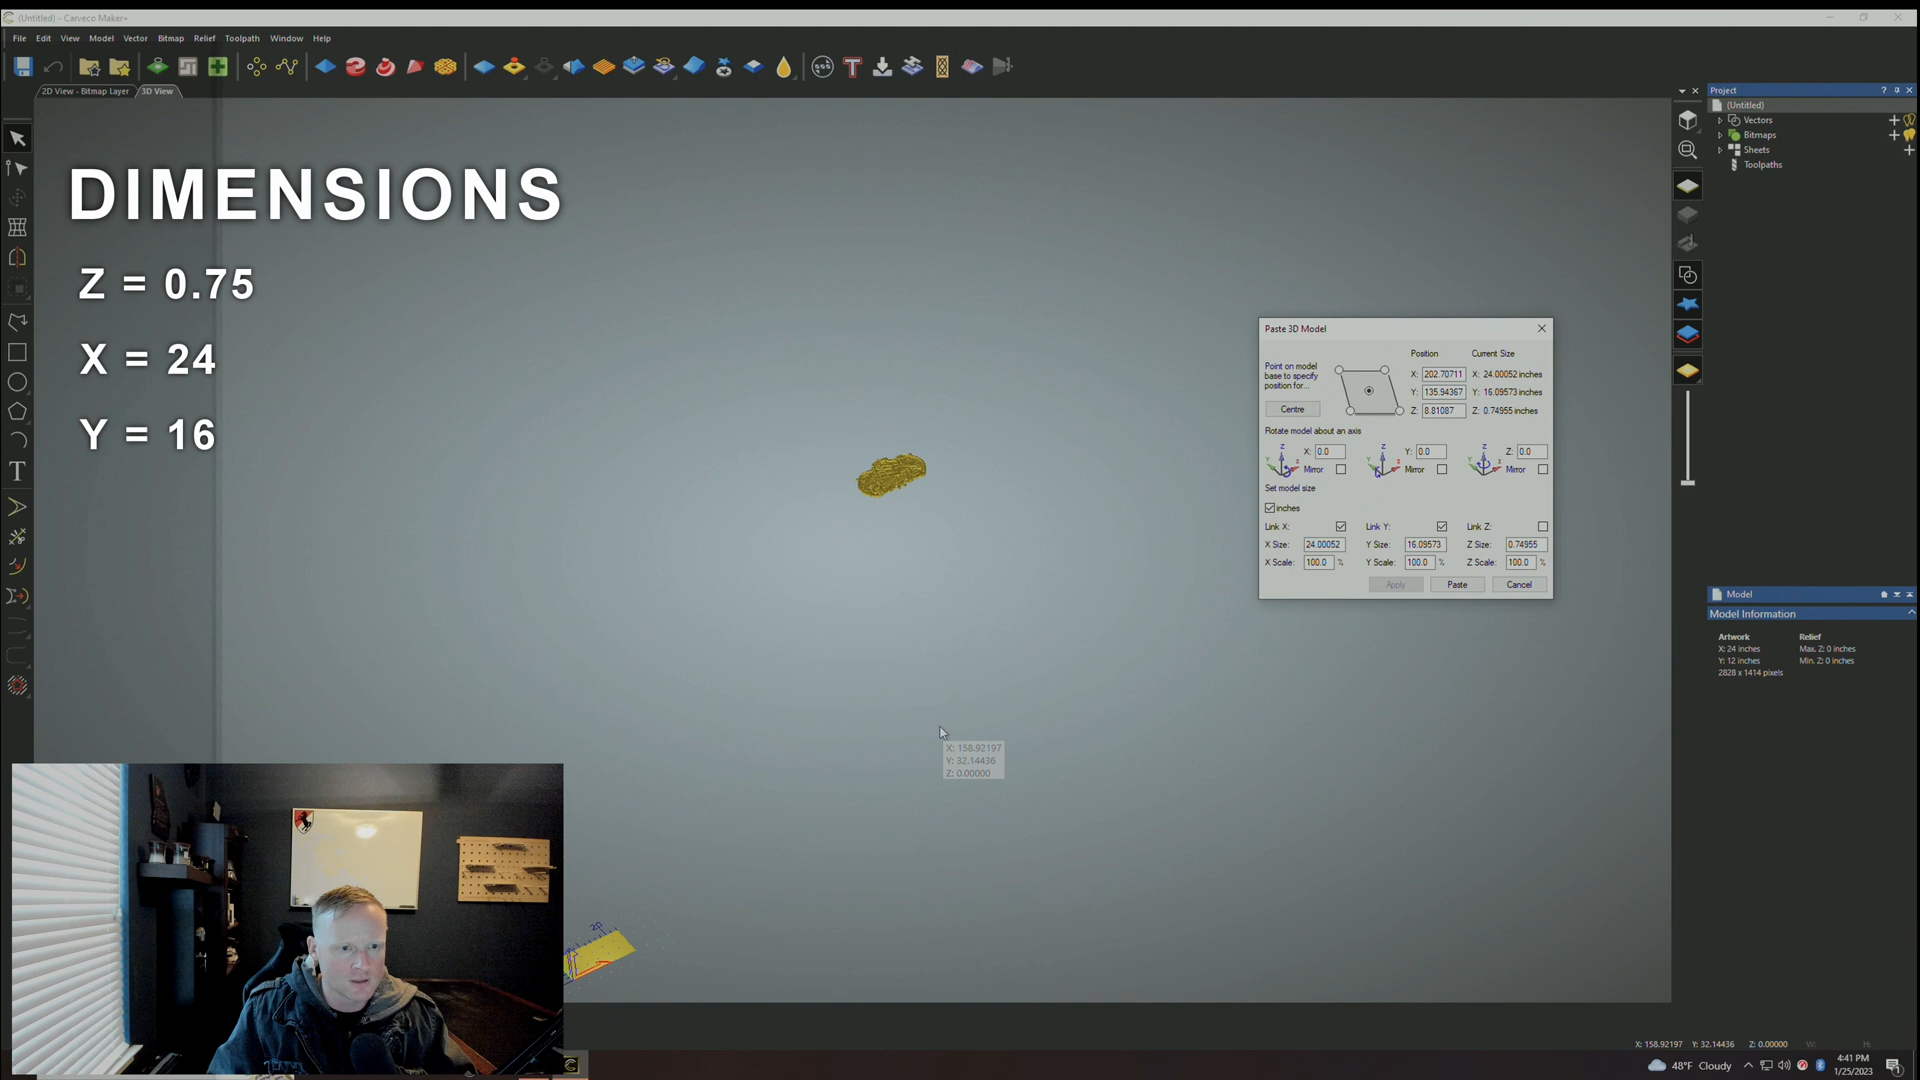 (Untitled) - Carveco Maker+
File Edit View Model Vector Bitmap Relief Toolpath Window Help
2D View - Bitmap Layer 3D View
DIMENSIONS
Z = 0.75
X = 24
Y = 16
X: 158.92197
Y: 32.14436
Z: 0.00000
20
Paste 3D Model
Position Current Size
Point on model
base to specify
position for...
X: 202.70711 X: 24.00052 inches
Y: 135.94367 Y: 16.09573 inches
Z: 8.81087 Z: 0.74955 inches
Centre
Rotate model about an axis
X: 0.0 Y: 0.0 Z: 0.0
Mirror Mirror Mirror
Set model size
inches
Link X: Link Y: Link Z:
X Size: 24.00052 Y Size: 16.09573 Z Size: 0.74955
X Scale: 100.0 % Y Scale: 100.0 % Z Scale: 100.0 %
Apply Paste Cancel
Project
(Untitled)
Vectors
Bitmaps
Sheets
Toolpaths
Model
Model Information
Artwork Relief
X: 24 inches Max. Z: 0 inches
Y: 12 inches Min. Z: 0 inches
2828 x 1414 pixels
X: 158.92197 Y: 32.14436 Z: 0.00000 W: H:
48°F Cloudy
4:41 PM
1/25/2023